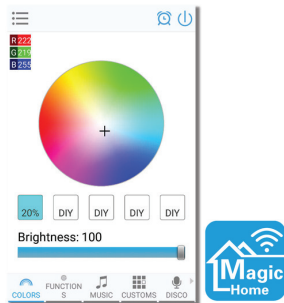 R 222
G 219
B 255
20% DIY DIY DIY DIY
Brightness: 100
COLORS FUNCTION
S MUSIC CUSTOMS DISCO
Magic
Home